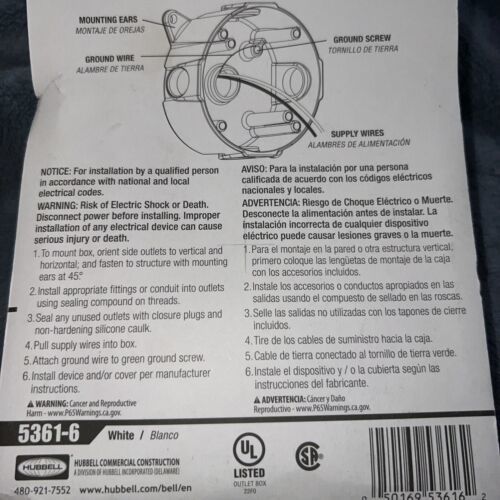 MOUNTING EARS
MONTAJE DE OREJAS
GROUND WIRE
ALAMBRE DE TIERRA
GROUND SCREW
TORNILLO DE TIERRA
SUPPLY WIRES
ALAMBRES DE ALIMENTACIÓN
NOTICE: For installation by a qualified person
in accordance with national and local
electrical codes.
WARNING: Risk of Electric Shock or Death.
Disconnect power before installing. Improper
installation of any electrical device can cause
serious injury or death.
1. To mount box, orient side outlets to vertical and
horizontal; and fasten to structure with mounting
ears at 45°
2. Install appropriate fittings or conduit into outlets
using sealing compound on threads.
3. Seal any unused outlets with closure plugs and
non-hardening silicone caulk.
4. Pull supply wires into box.
5. Attach ground wire to green ground screw.
6. Install device and/or cover per manufacturer
instructions.
WARNING: Cancer and Reproductive
Harm - www.P65Warnings.ca.gov.
AVISO: Para la instalación por una persona
calificada de acuerdo con los códigos eléctricos
nacionales y locales.
ADVERTENCIA: Riesgo de Choque Eléctrico o Muerte.
Desconecte la alimentación antes de instalar. La
instalación incorrecta de cualquier dispositivo
eléctrico puede causar lesiones graves o la muerte.
1. Para el montaje en la pared o otra estructura vertical;
primero coloque las lengüetas de montaje de la caja
con los accesorios incluidos.
2. Instale los accesorios o conductos apropiados en las
salidas usando el compuesto de sellado en las roscas.
3. Selle las salidas no utilizadas con los tapones de cierre
incluidos.
4. Tire de los cables de suministro hacia la caja.
5. Cable de tierra conectado al tornillo de tierra verde.
6. Instale el dispositivo y / o la cubierta según las
instrucciones del fabricante.
ADVERTENCIA: Cáncer y Daño
Reproductivo - www.P65Warnings.ca.gov.
5361-6
White / Blanco
HUBBELL
HUBBELL COMMERCIAL CONSTRUCTION
A DIVISION OF HUBBELL INCORPORATED (DELAWARE)
480-921-7552 www.hubbell.com/bell/en
UL
LISTED
OUTLET BOX
22F0
50169 53616 2